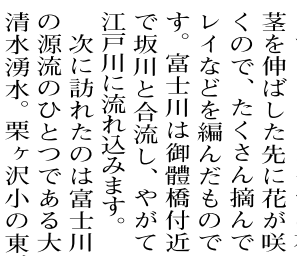 茎を伸ばした先に花が咲
くので、たくさん摘んで
レイなどを編んだもので
す。富士川は御體橋付近
で坂川と合流し、やがて
江戸川に流れ込みます。
次に訪れたのは富士川
の源流のひとつである大
清水湧水。栗ヶ沢小の東